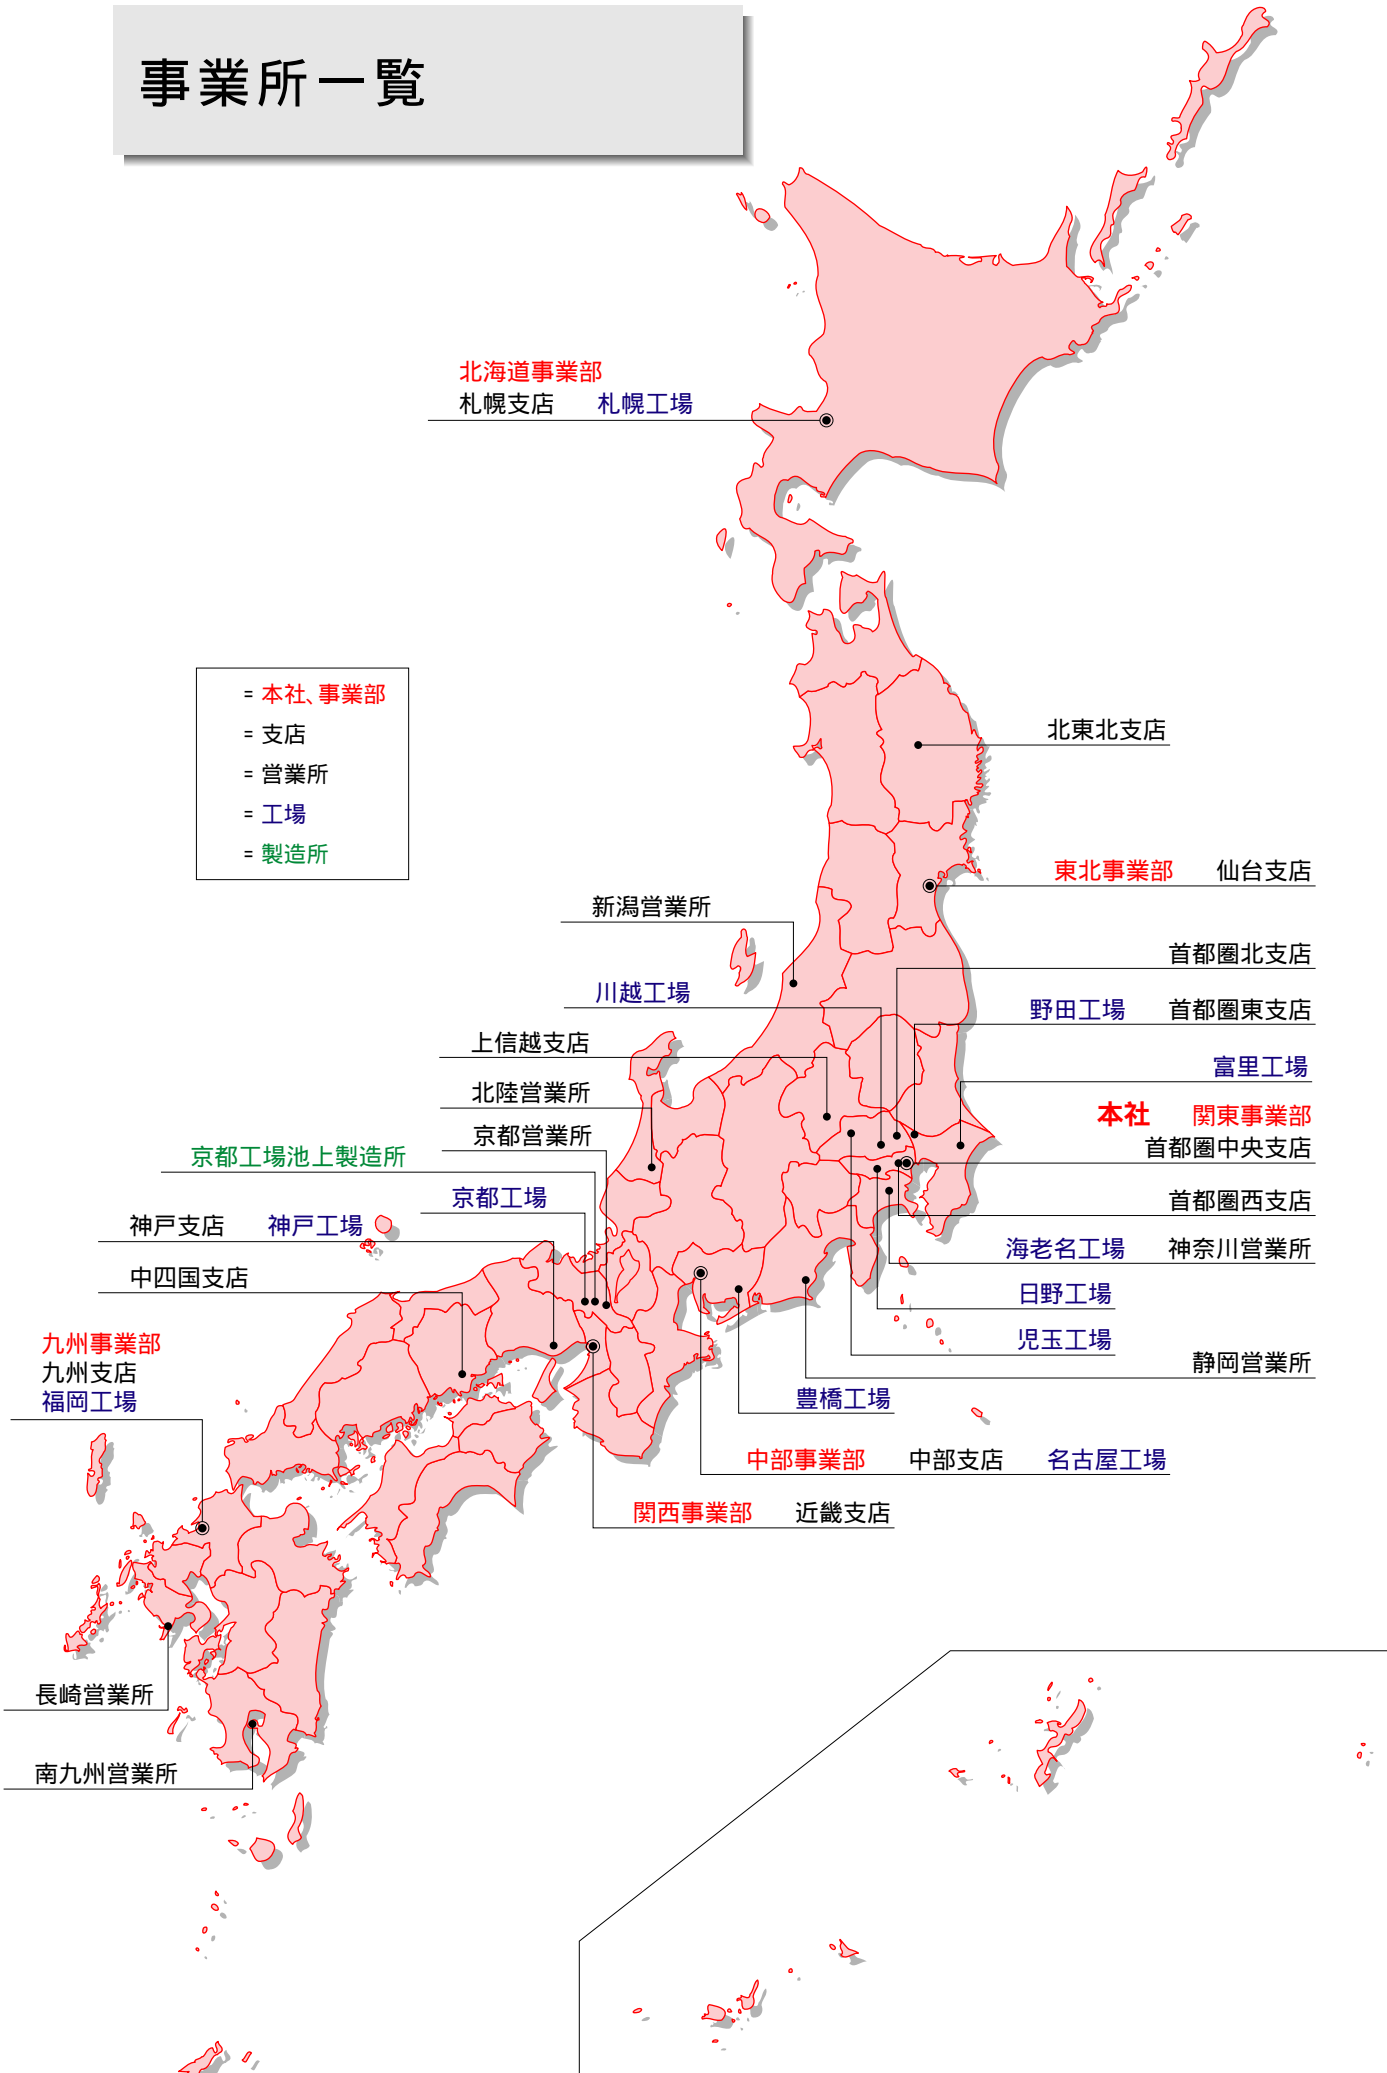 事業所一覧
北海道事業部
札幌支店 札幌工場
= 本社、事業部
= 支店
= 営業所
= 工場
= 製造所
北東北支店
東北事業部 仙台支店
新潟営業所
首都圏北支店
川越工場
野田工場 首都圏東支店
上信越支店
富里工場
北陸営業所
本社 関東事業部
首都圏中央支店
京都営業所
京都工場池上製造所
京都工場
首都圏西支店
神戸支店 神戸工場
海老名工場 神奈川営業所
中四国支店
日野工場
児玉工場
九州事業部
九州支店
福岡工場
静岡営業所
豊橋工場
中部事業部 中部支店 名古屋工場
関西事業部 近畿支店
長崎営業所
南九州営業所